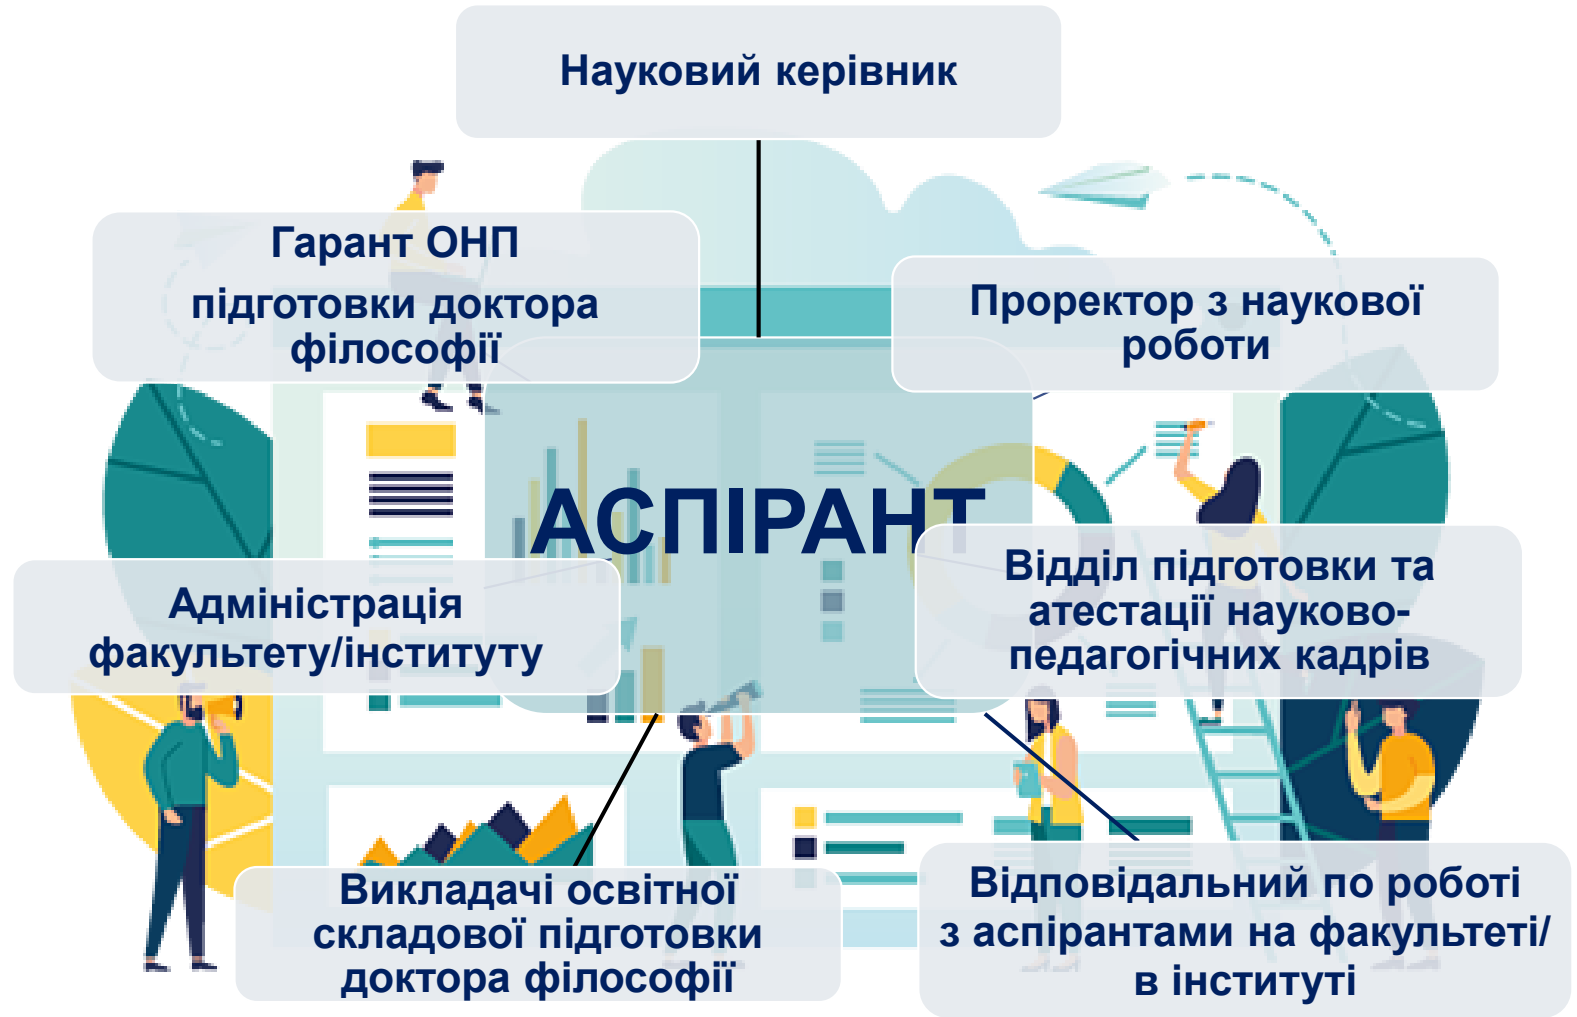 Науковий керівник
Гарант ОНП
підготовки доктора
філософії
Проректор з наукової
роботи
АСПІРАНТ
Адміністрація
факультету/інституту
Відділ підготовки та
атестації науково-
педагогічних кадрів
Викладачі освітної
складової підготовки
доктора філософії
Відповідальний по роботі
з аспірантами на факультеті/
в інституті